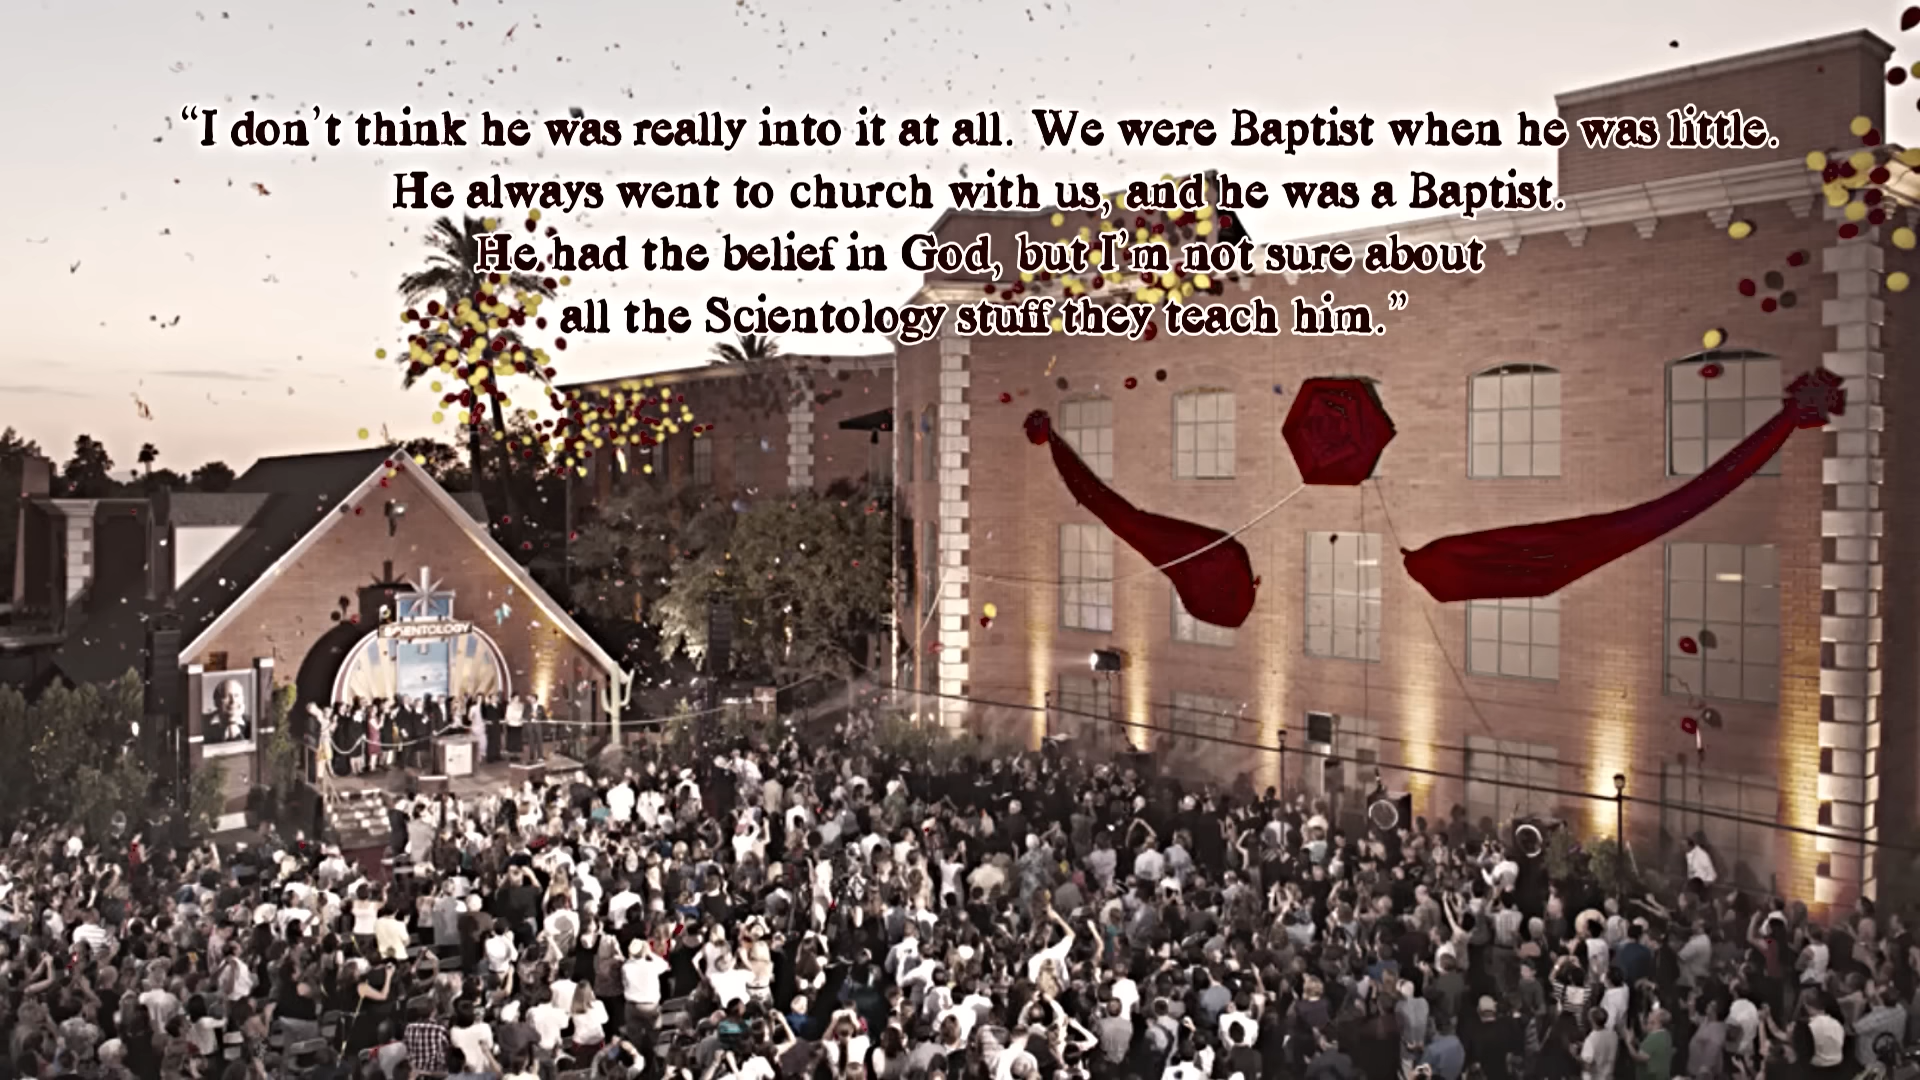 “I don’t think he was really into it at all. We were Baptist when he was little.
He always went to church with us, and he was a Baptist.
He had the belief in God, but I’m not sure about
all the Scientology stuff they teach him.”
SCIENTOLOGY